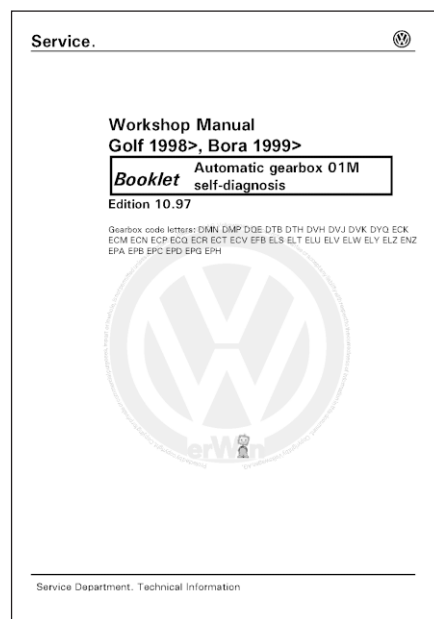 Service.
Workshop Manual
Golf 1998>, Bora 1999>
Booklet Automatic gearbox 01M
self-diagnosis
Edition 10.97
Gearbox code letters: DMN DMP DQE DTB DTH DVH DVJ DVK DYQ ECK
ECM ECN ECP ECQ ECR ECT ECV EFB ELS ELT ELU ELV ELW ELY ELZ ENZ
EPA EPB EPC EPD EPG EPH
erWin
Service Department. Technical Information